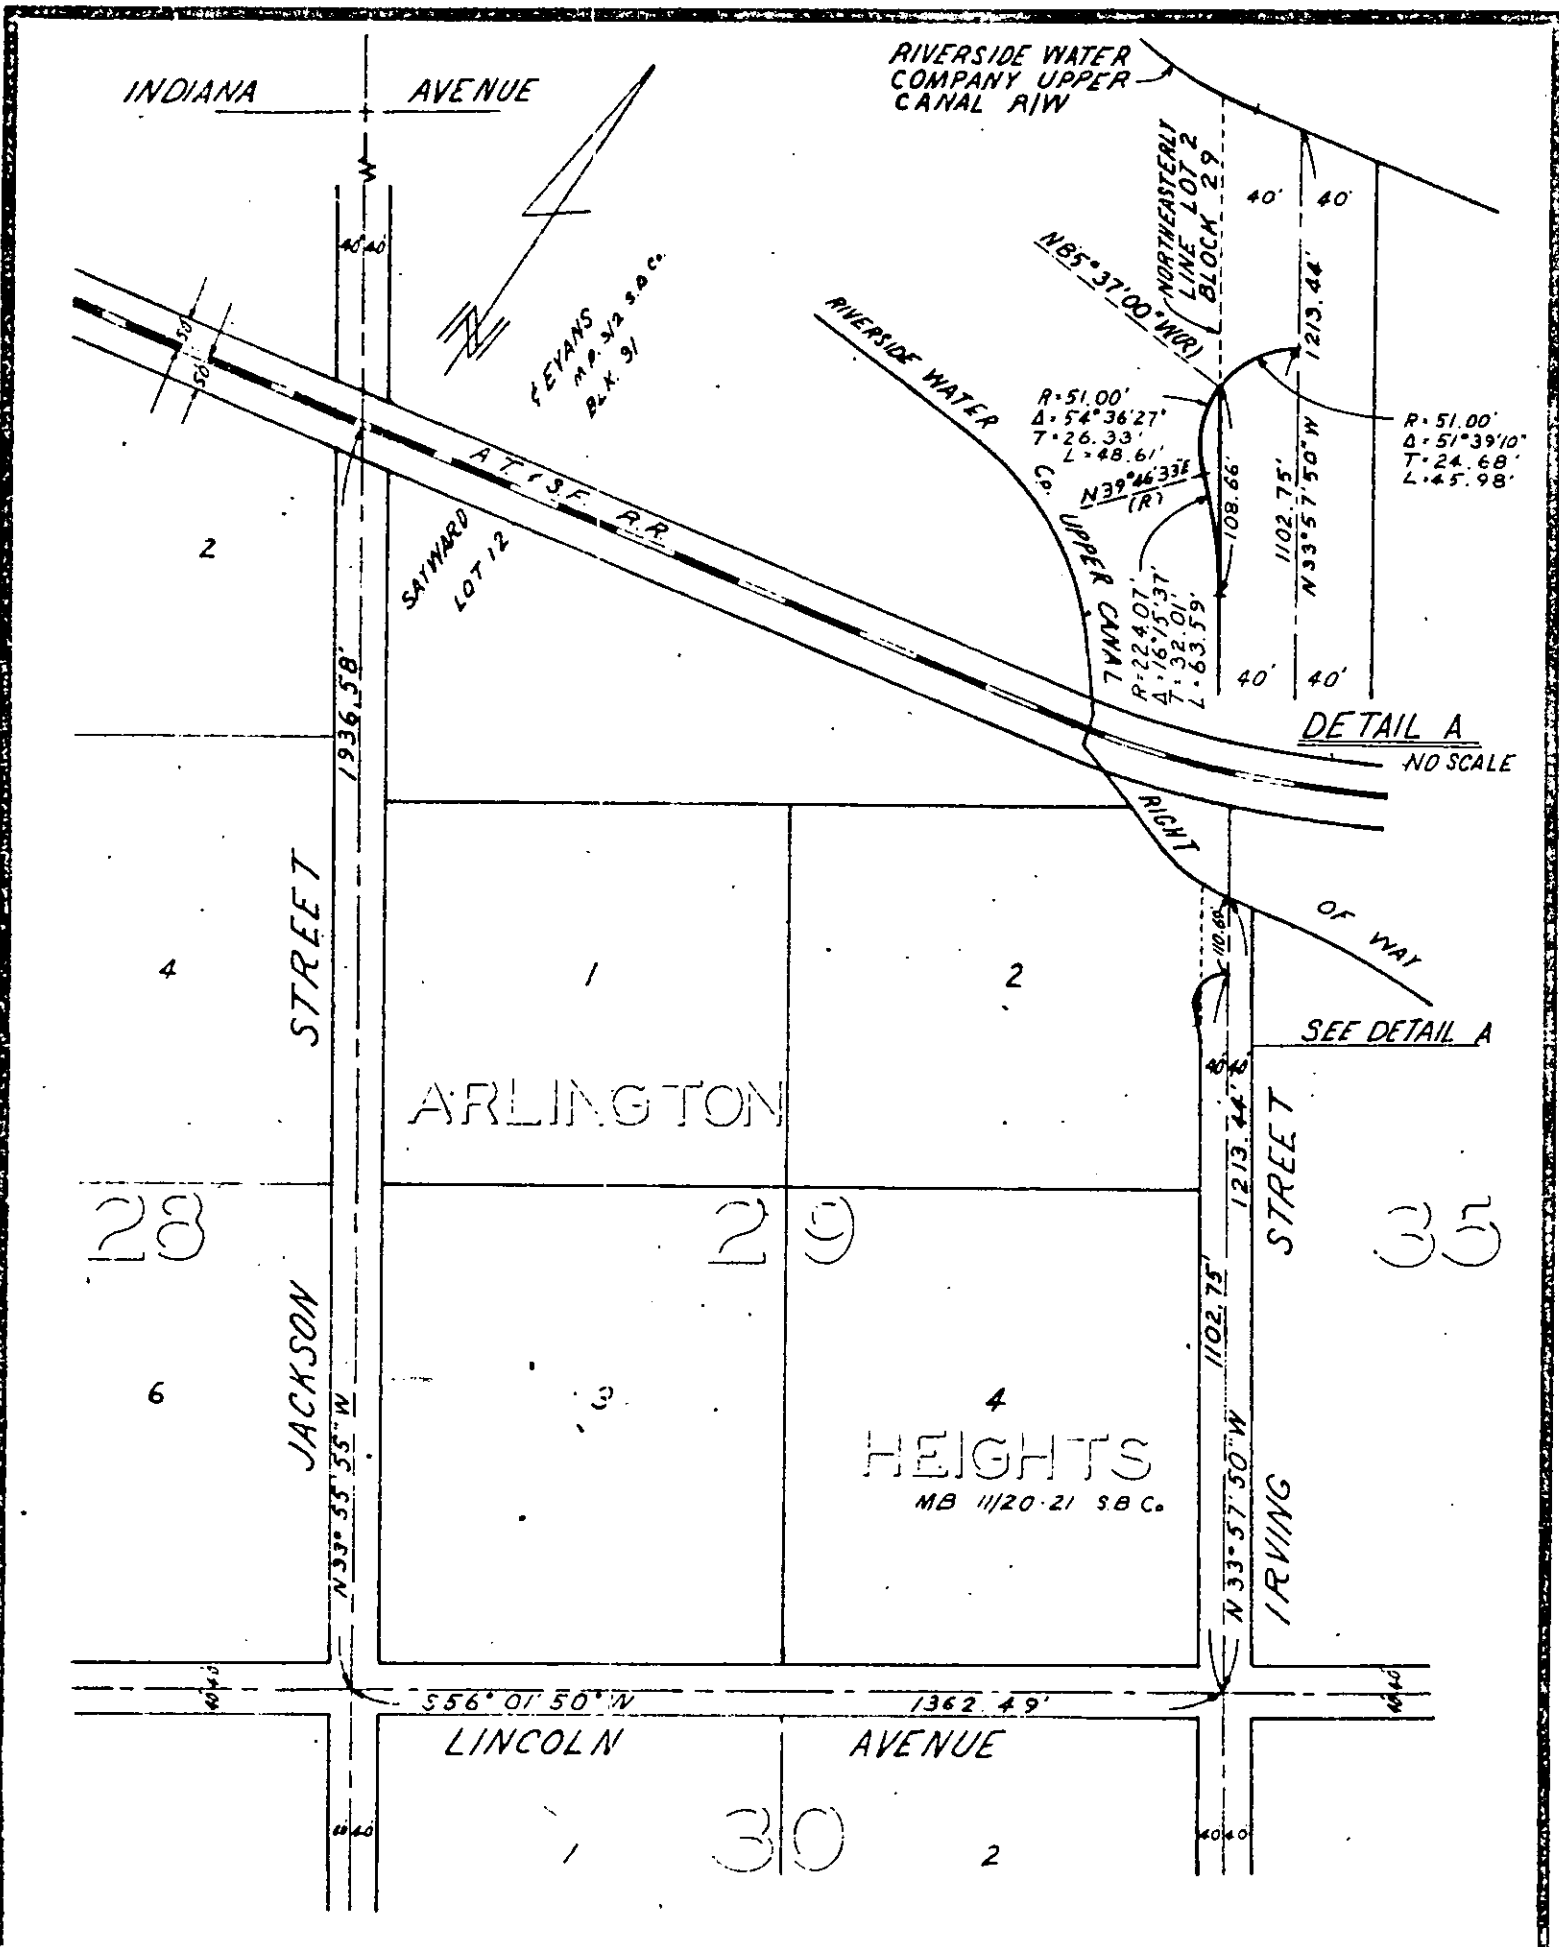 INDIANA AVENUE
RIVERSIDE WATER
COMPANY UPPER
CANAL R/W
NORTHEASTERLY
LINE LOT 2
BLOCK 29
40' 40'
40' 40'
N85°37'00"W(R)
1213.44'
50'
50'
& EVANS
M.B. 3/2 S.B Co.
BLK. 31
RIVERSIDE WATER Co. UPPER CANAL
RIGHT OF WAY
R=51.00'
Δ=54°36'27"
T=26.33'
L=48.61'
R=51.00'
Δ=51°39'10"
T=24.68'
L=45.98'
N39°46'33"E
(R)
108.66'
1102.75'
N33°57'50"W
A.T. & S.F. R.R.
SAYWARD
LOT 12
R=224.07'
Δ=16°15'37"
T=32.01'
L=63.59'
40' 40'
DETAIL A
NO SCALE
2
1936.58'
4
STREET
1
2
110.69'
SEE DETAIL A
40' 40'
ARLINGTON
1213.44'
STREET
28
29
35
1102.75'
JACKSON
6
3
4
HEIGHTS
MB 11/20-21 S.B Co.
N33°55'55"W
N33°57'50"W
IRVING
40' 40'
S56°01'50"W 1362.49'
40' 40'
LINCOLN AVENUE
30
40' 40'
1
2
40 40